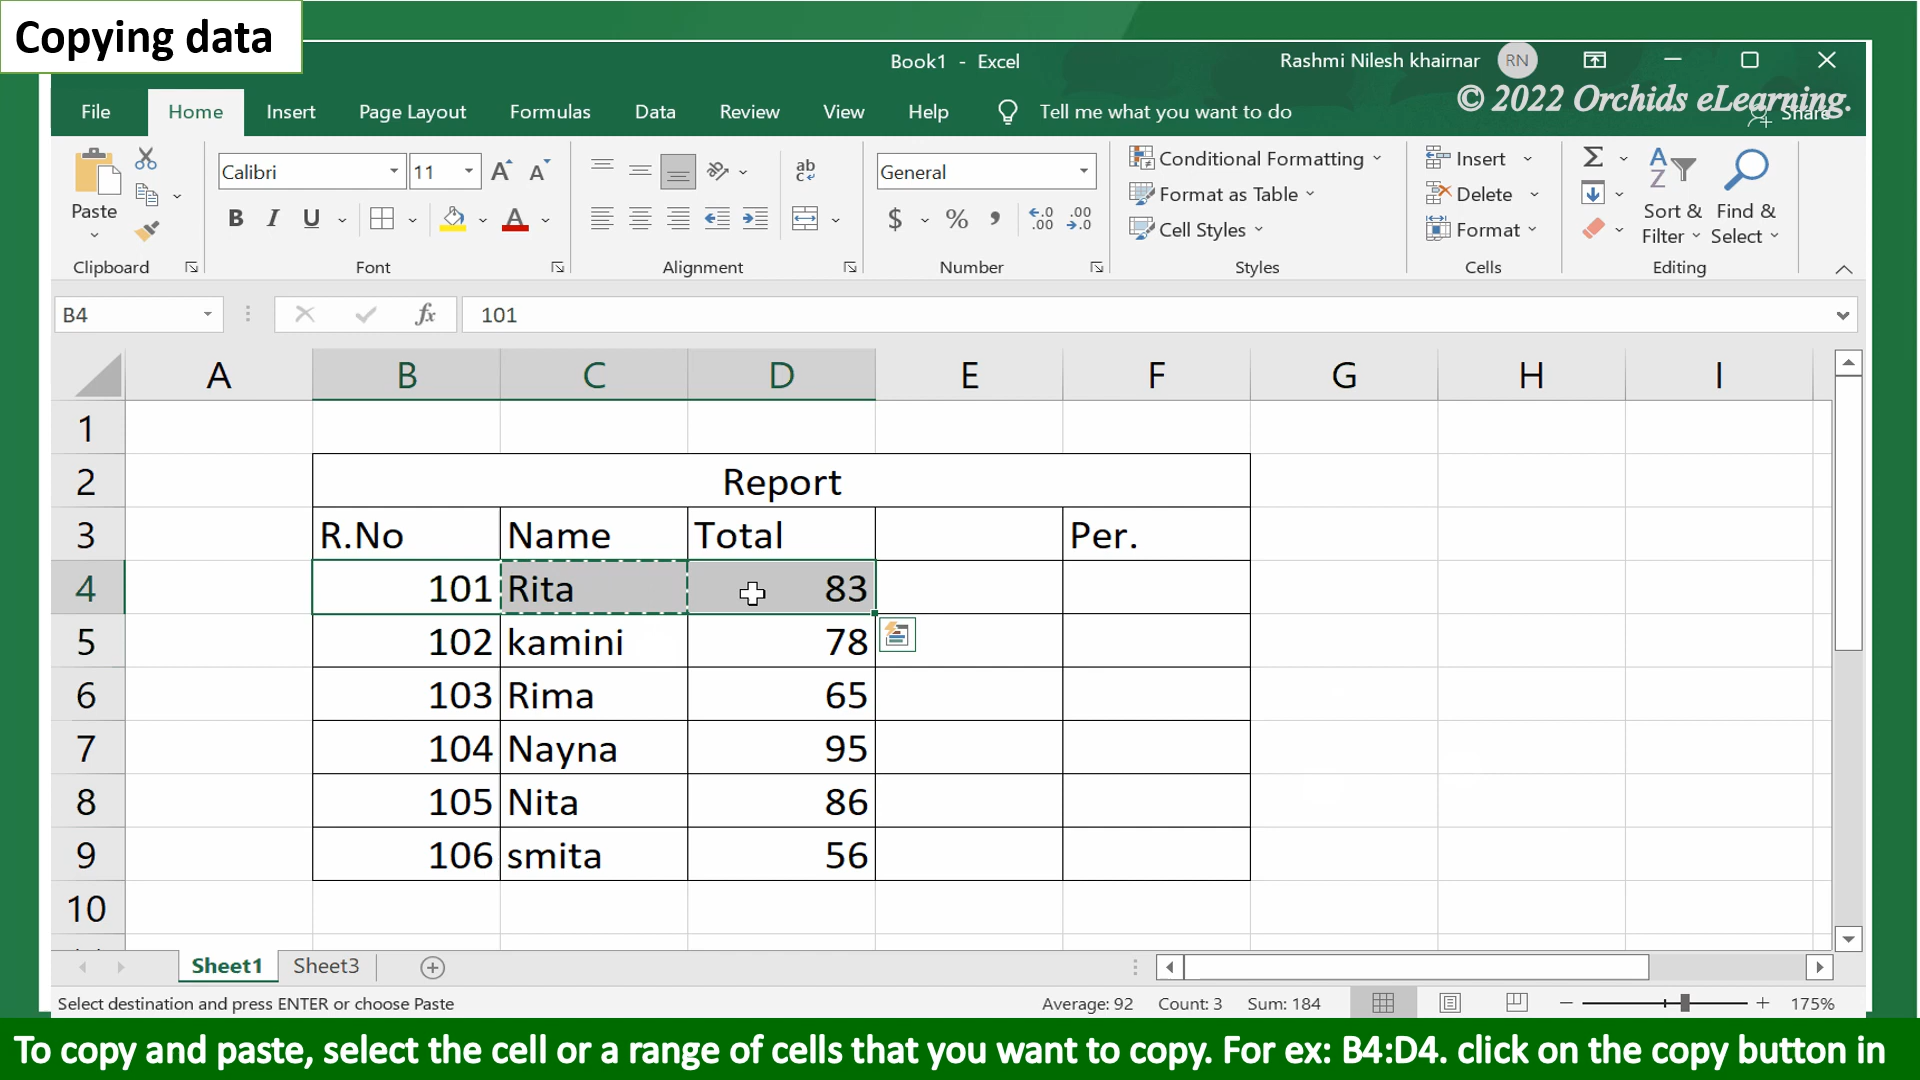 Copying data
Book1 - Excel
Rashmi Nilesh khairnar RN
© 2022 Orchids eLearning.
File Home Insert Page Layout Formulas Data Review View Help Tell me what you want to do Share
Paste
Calibri 11
General
Conditional Formatting
Format as Table
Cell Styles
Insert
Delete
Format
Sort & Filter
Find & Select
B I U A
$ % ,
Clipboard Font Alignment Number Styles Cells Editing
B4 fx 101
A B C D E F G H I
1
2 Report
3 R.No Name Total Per.
4 101 Rita 83
5 102 kamini 78
6 103 Rima 65
7 104 Nayna 95
8 105 Nita 86
9 106 smita 56
10
Sheet1 Sheet3
Select destination and press ENTER or choose Paste Average: 92 Count: 3 Sum: 184 175%
To copy and paste, select the cell or a range of cells that you want to copy. For ex: B4:D4. click on the copy button in